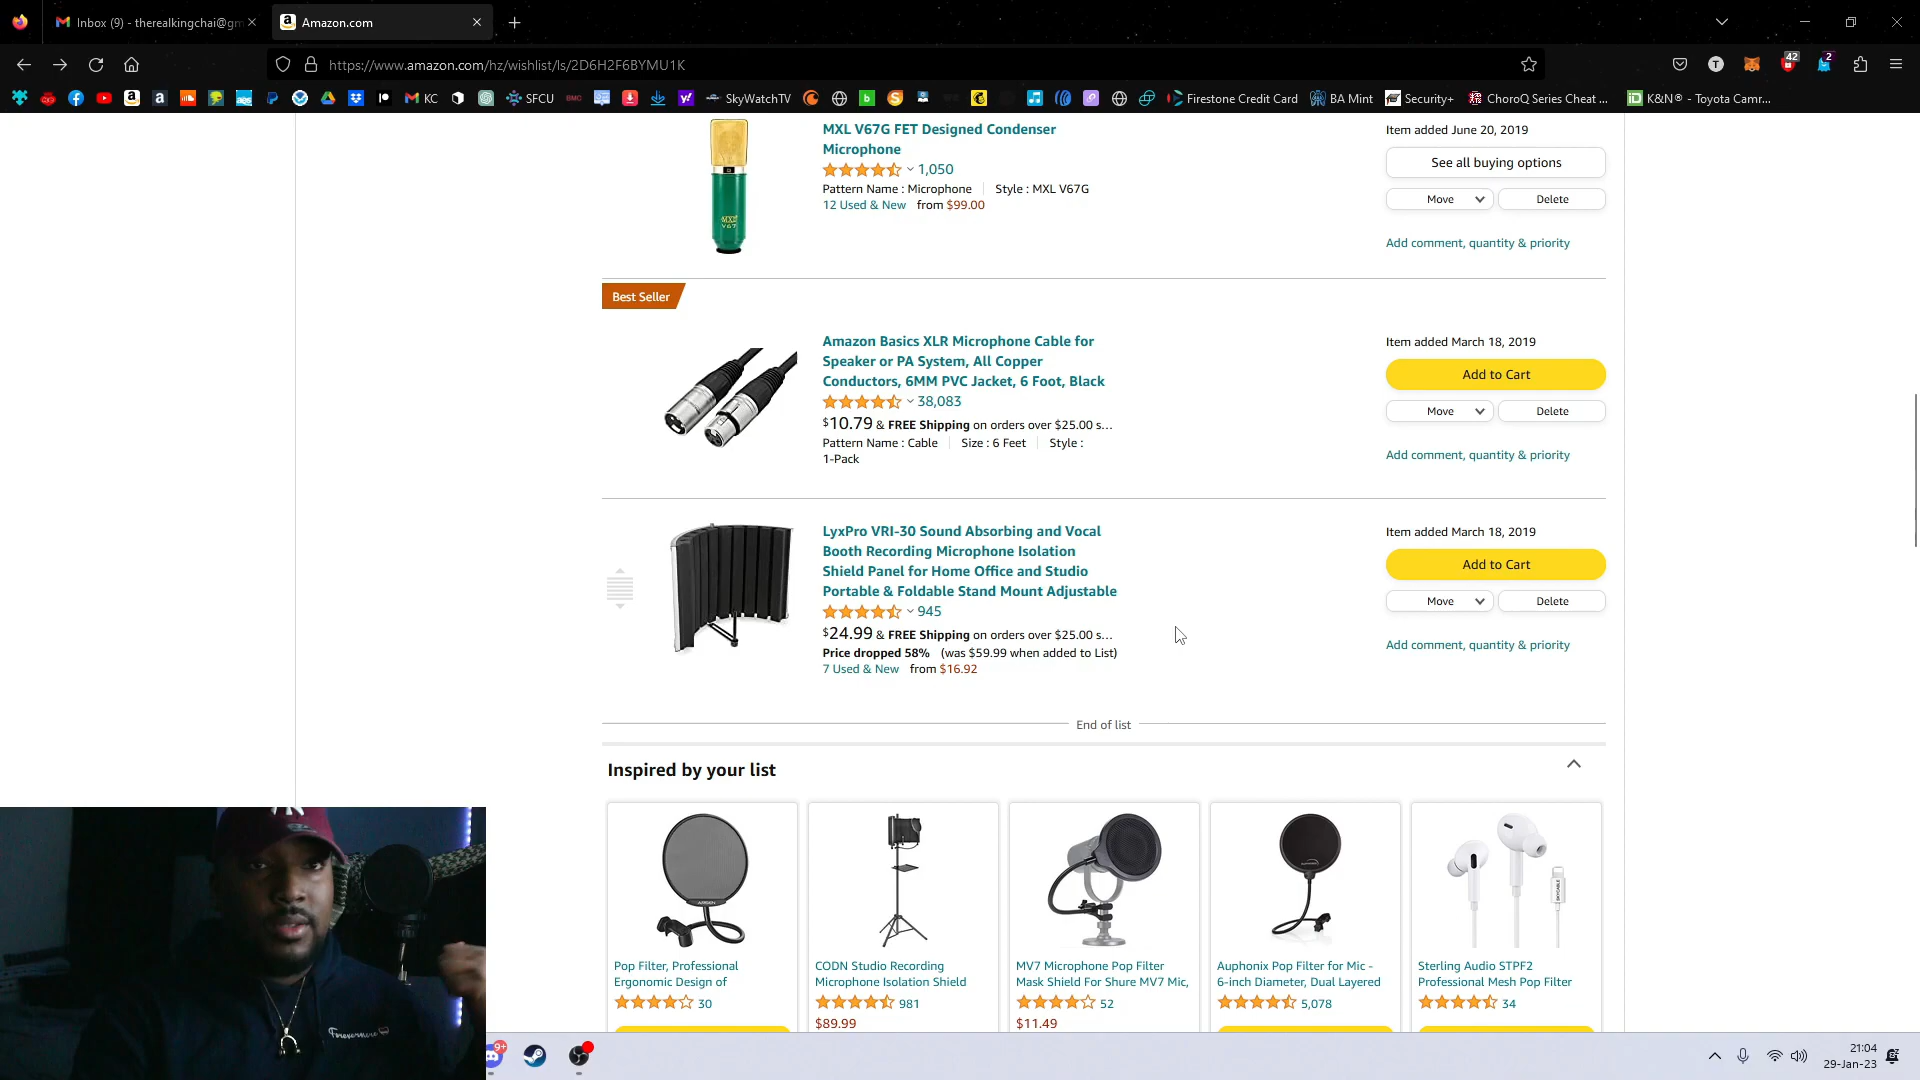 Inbox (9) - therealkingchai@gm
Amazon.com
https://www.amazon.com/hz/wishlist/ls/2D6H2F6BYMU1K
42
2
KC
SFCU
SkyWatchTV
Firestone Credit Card
BA Mint
Security+
ChoroQ Series Cheat ...
K&N® - Toyota Camr...
MXL V67G FET Designed Condenser
Microphone
1,050
Pattern Name : Microphone | Style : MXL V67G
12 Used & New from $99.00
Item added June 20, 2019
See all buying options
Move
Delete
Add comment, quantity & priority
Best Seller
Amazon Basics XLR Microphone Cable for
Speaker or PA System, All Copper
Conductors, 6MM PVC Jacket, 6 Foot, Black
38,083
$10.79 & FREE Shipping on orders over $25.00 s...
Pattern Name : Cable | Size : 6 Feet | Style :
1-Pack
Item added March 18, 2019
Add to Cart
Move
Delete
Add comment, quantity & priority
LyxPro VRI-30 Sound Absorbing and Vocal
Booth Recording Microphone Isolation
Shield Panel for Home Office and Studio
Portable & Foldable Stand Mount Adjustable
945
$24.99 & FREE Shipping on orders over $25.00 s...
Price dropped 58% (was $59.99 when added to List)
7 Used & New from $16.92
Item added March 18, 2019
Add to Cart
Move
Delete
Add comment, quantity & priority
End of list
Inspired by your list
Pop Filter, Professional
Ergonomic Design of
30
CODN Studio Recording
Microphone Isolation Shield
981
$89.99
MV7 Microphone Pop Filter
Mask Shield For Shure MV7 Mic,
52
$11.49
Auphonix Pop Filter for Mic -
6-inch Diameter, Dual Layered
5,078
Sterling Audio STPF2
Professional Mesh Pop Filter
34
9+
21:04
29-Jan-23